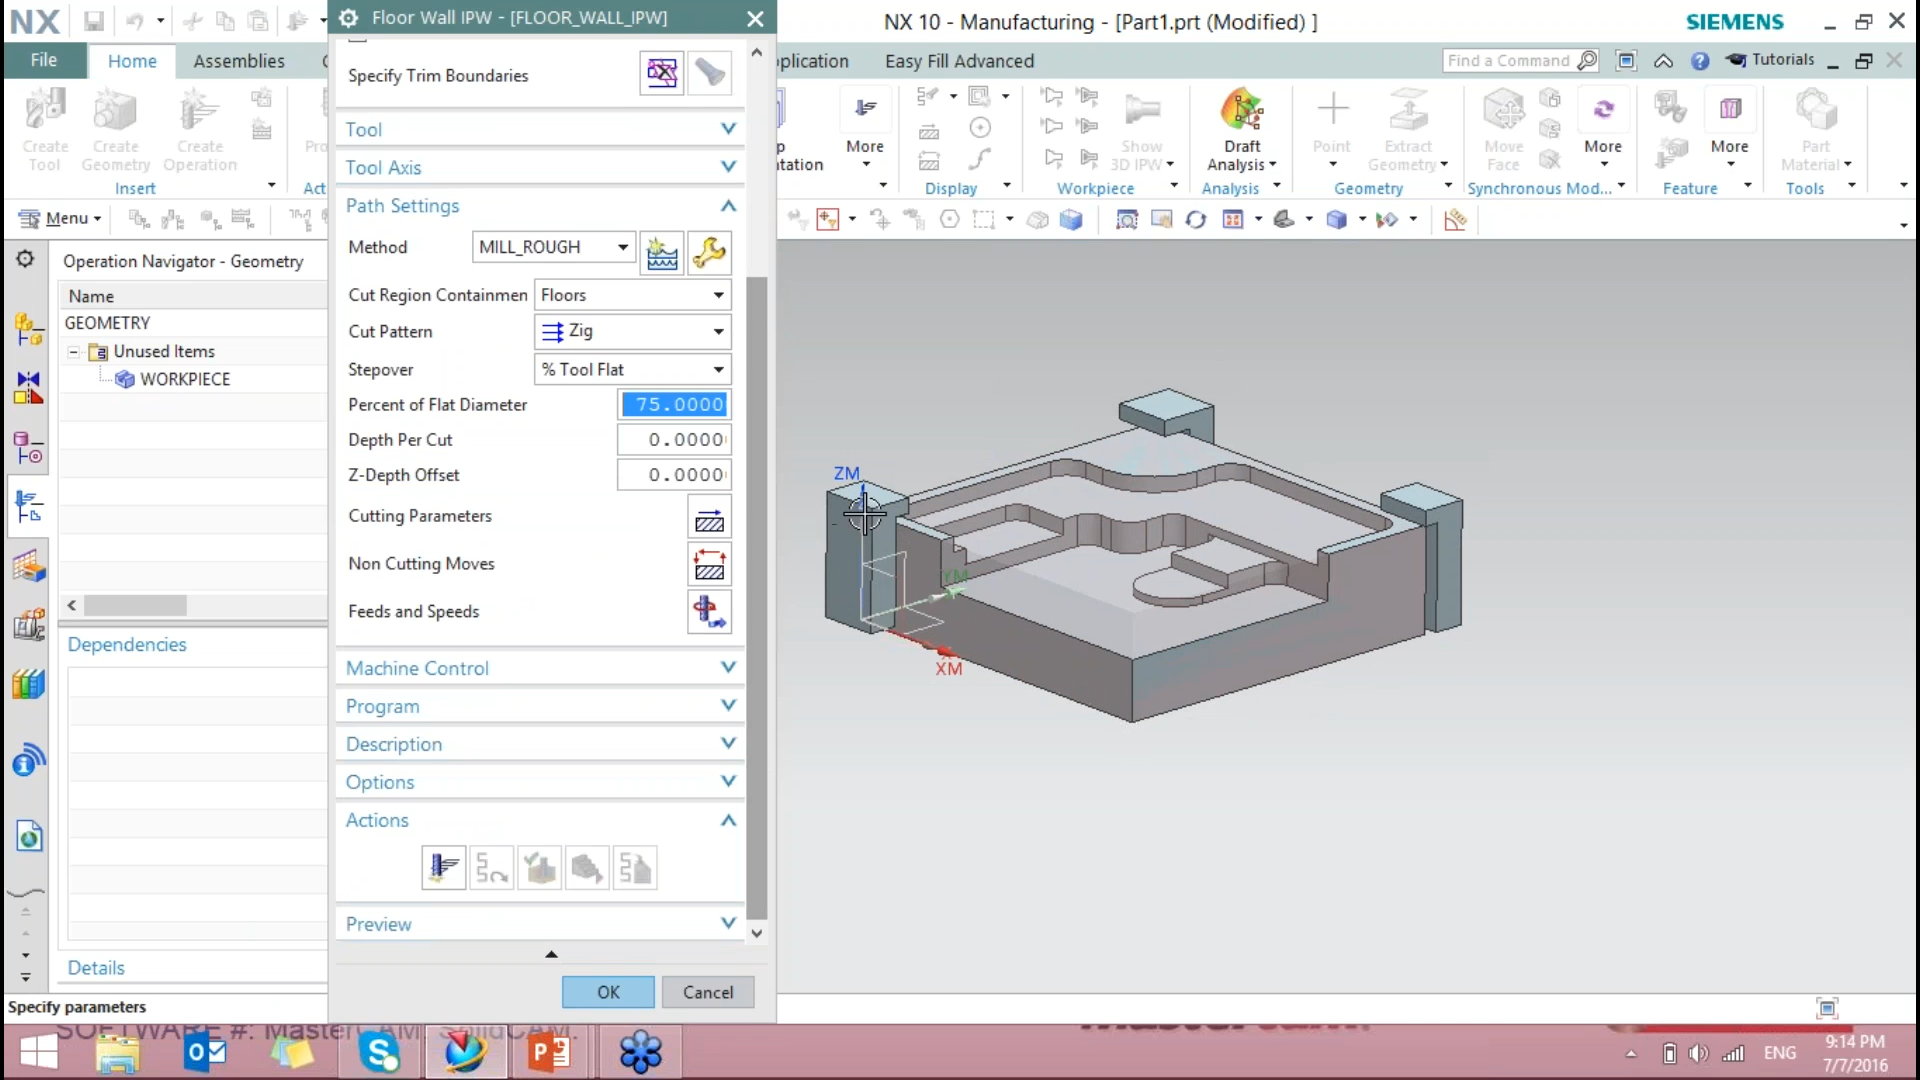 NX
Floor Wall IPW - [FLOOR_WALL_IPW]
NX 10 - Manufacturing - [Part1.prt (Modified) ]
SIEMENS
File
Home
Assemblies
plication
Easy Fill Advanced
Find a Command
Tutorials
Create Tool
Create Geometry
Create Operation
Insert
Act
tation
More
Display
Show 3D IPW
Workpiece
Draft Analysis
Analysis
Point
Extract Geometry
Geometry
Move Face
More
Synchronous Mod...
More
Feature
Part Material
Tools
Menu
Operation Navigator - Geometry
Name
GEOMETRY
Unused Items
WORKPIECE
Dependencies
Details
Specify Trim Boundaries
Tool
Tool Axis
Path Settings
Method
MILL_ROUGH
Cut Region Containmen
Floors
Cut Pattern
Zig
Stepover
% Tool Flat
Percent of Flat Diameter
75.0000
Depth Per Cut
0.0000
Z-Depth Offset
0.0000
Cutting Parameters
Non Cutting Moves
Feeds and Speeds
Machine Control
Program
Description
Options
Actions
Preview
OK
Cancel
ZM
YM
XM
Specify parameters
SOFTWARE #: MasterCAM, SolidCAM.
ENG
9:14 PM
7/7/2016